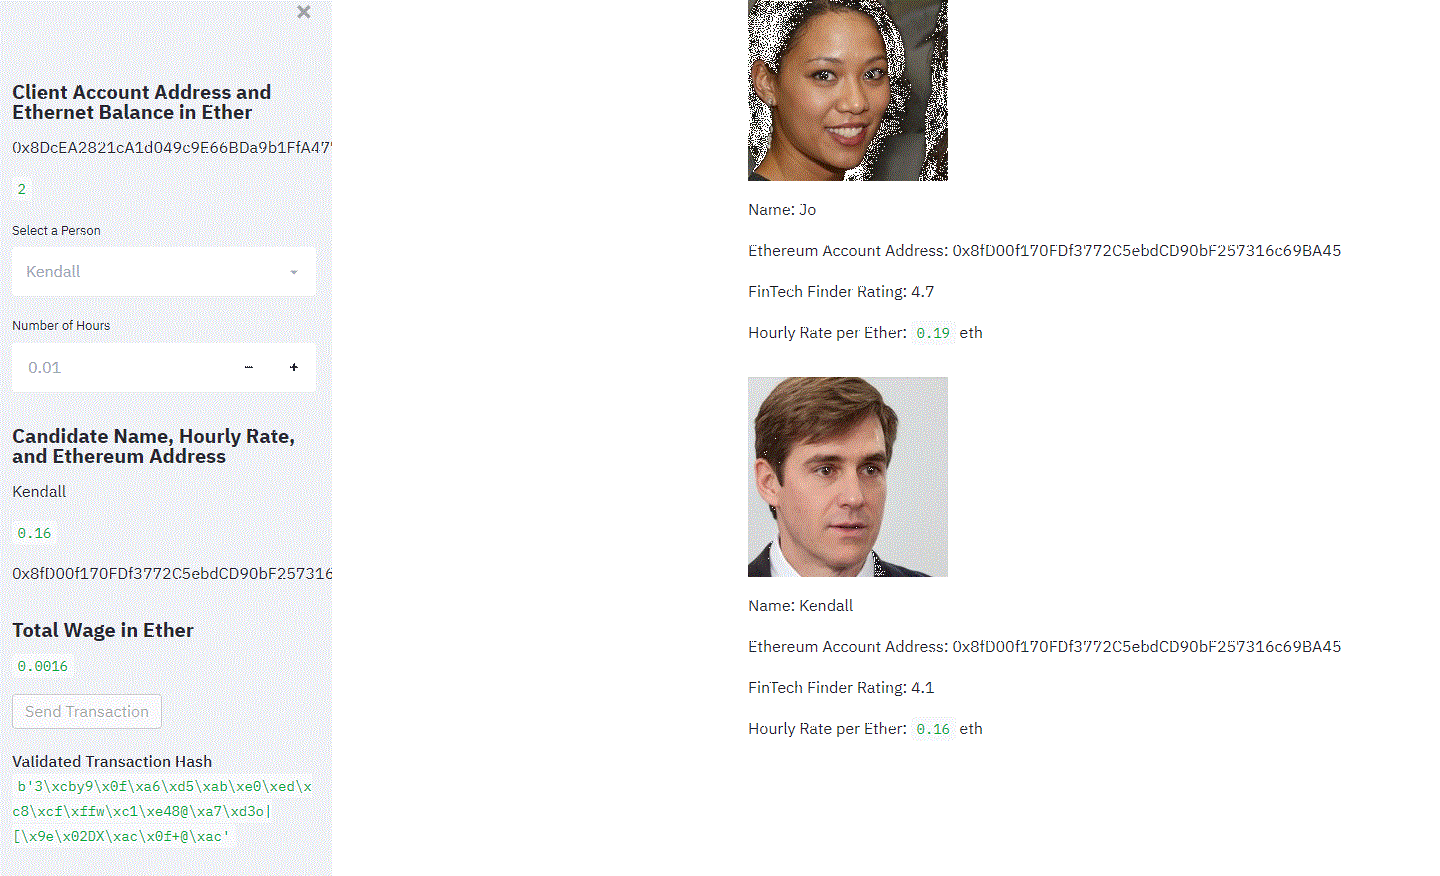 Client Account Address and
Ethernet Balance in Ether
0x8DcEA2821cA1d049c9E66BDa9b1FfA47
2
Select a Person
Kendall
Number of Hours
0.01
Candidate Name, Hourly Rate,
and Ethereum Address
Kendall
0.16
0x8fD00f170FDf3772C5ebdCD90bF257316
Total Wage in Ether
0.0016
Send Transaction
Validated Transaction Hash
b'3\xcby9\x0f\xa6\xd5\xab\xe0\xed\x
c8\xcf\xffw\xc1\xe48@\xa7\xd3o|
[\x9e\x02DX\xac\x0f+@\xac'
Name: Jo
Ethereum Account Address: 0x8fD00f170FDf3772C5ebdCD90bF257316c69BA45
FinTech Finder Rating: 4.7
Hourly Rate per Ether: 0.19 eth
Name: Kendall
Ethereum Account Address: 0x8fD00f170FDf3772C5ebdCD90bF257316c69BA45
FinTech Finder Rating: 4.1
Hourly Rate per Ether: 0.16 eth